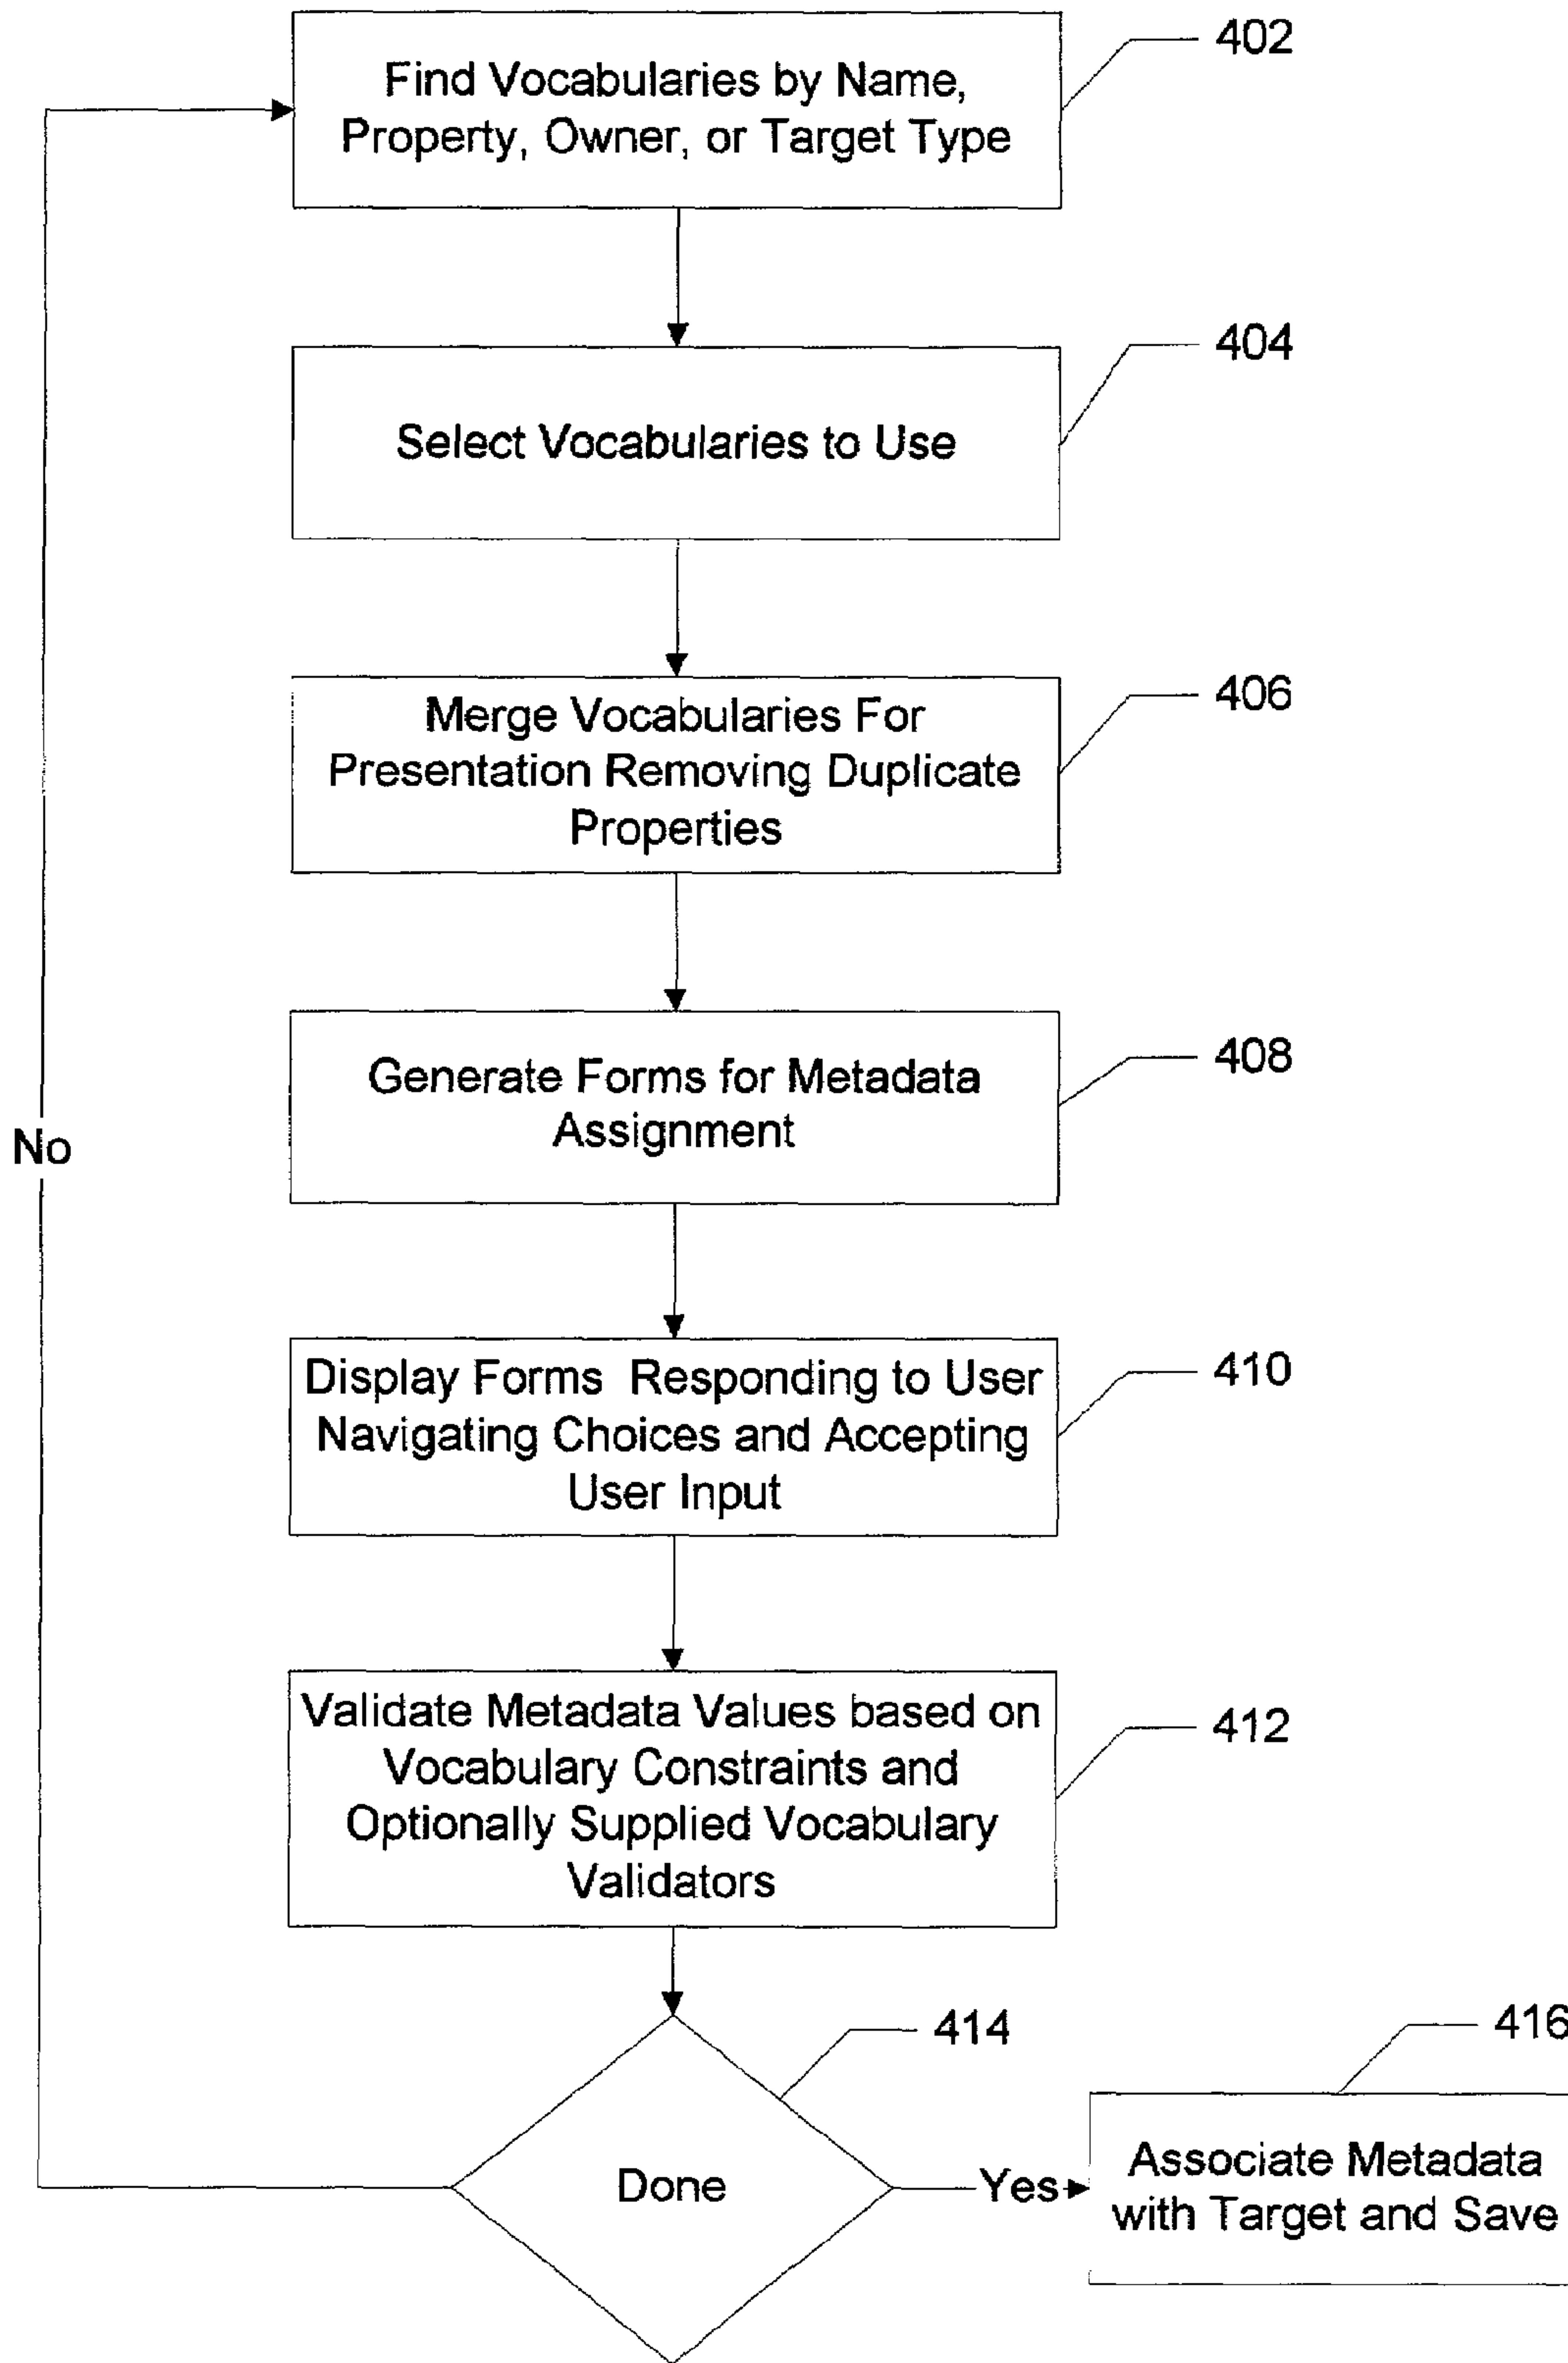 Find Vocabularies by Name,
Property, Owner, or Target Type
402
Select Vocabularies to Use
404
Merge Vocabularies For
Presentation Removing Duplicate
Properties
406
Generate Forms for Metadata
Assignment
408
No
Display Forms Responding to User
Navigating Choices and Accepting
User Input
410
Validate Metadata Values based on
Vocabulary Constraints and
Optionally Supplied Vocabulary
Validators
412
Done
414
Yes
416
Associate Metadata
with Target and Save